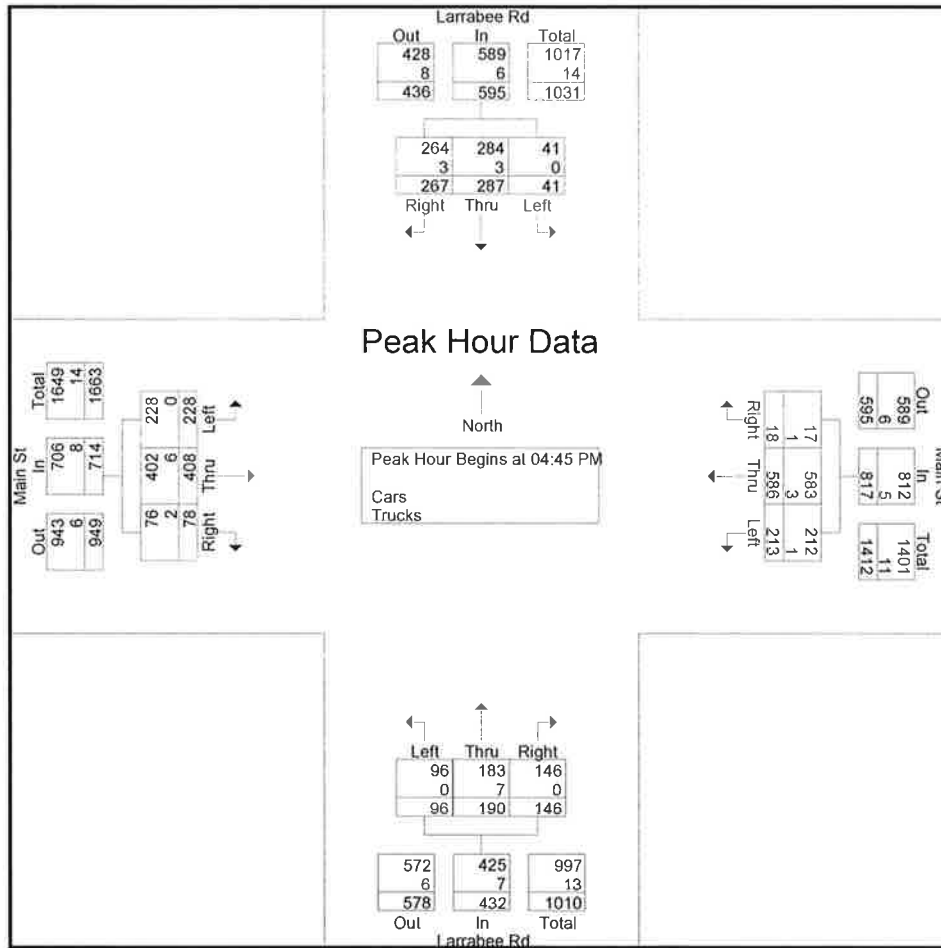 Larrabee Rd
Out In Total
428 589 1017
8 6 14
436 595 1031
264 284 41
3 3 0
267 287 41
Right Thru Left
Peak Hour Data
North
Peak Hour Begins at 04:45 PM
Cars
Trucks
Main St
Total In Out
1649 706 943
14 8 6
1663 714 949
228 402 76
0 6 2
228 408 78
Left Thru Right
Right Thru Left
18 586 213
1 3 1
17 583 212
595 817 1412
6 5 11
589 812 1401
Out In Total
Main St
Left Thru Right
96 183 146
0 7 0
96 190 146
572 425 997
6 7 13
578 432 1010
Out In Total
Larrabee Rd